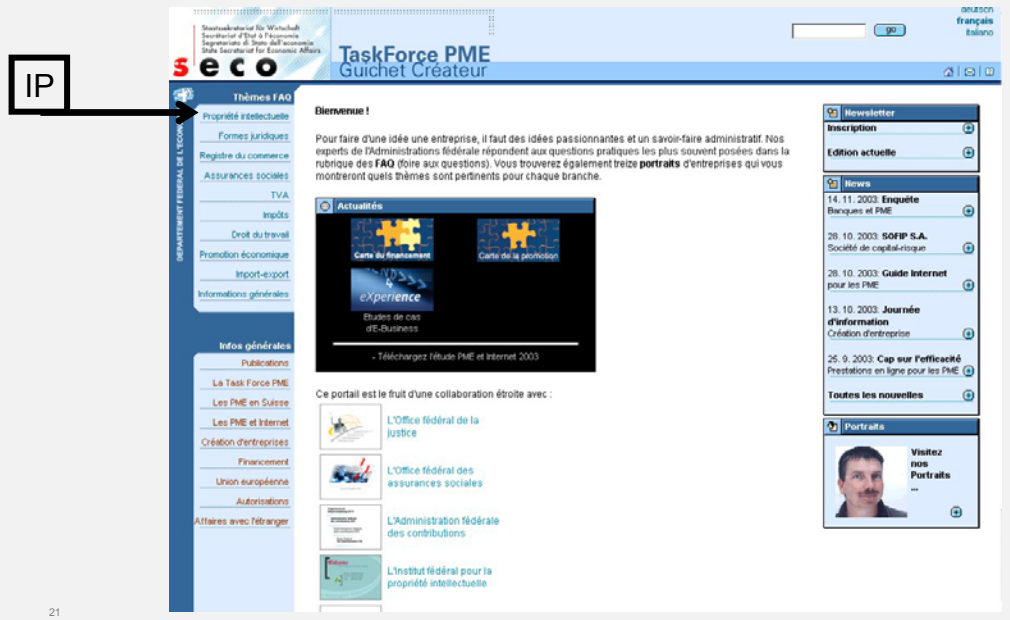 IP
Staatssekretariat für Wirtschaft
Secrétariat d'Etat à l'économie
Segretariato di Stato dell'economia
State Secretariat for Economic Affairs
seco
TaskForce PME
Guichet Créateur
go
deutsch
français
italiano
DEPARTEMENT FEDERAL DE L'ECONO
Thèmes FAQ
Propriété intellectuelle
Formes juridiques
Registre du commerce
Assurances sociales
TVA
Impôts
Droit du travail
Promotion économique
Import-export
Informations générales
Infos générales
Publications
La Task Force PME
Les PME en Suisse
Les PME et Internet
Création d'entreprises
Financement
Union européenne
Autorisations
Affaires avec l'étranger
Bienvenue !
Pour faire d'une idée une entreprise, il faut des idées passionnantes et un savoir-faire administratif. Nos
experts de l'Administrations fédérale répondent aux questions pratiques les plus souvent posées dans la
rubrique des FAQ (foire aux questions). Vous trouverez également treize portraits d'entreprises qui vous
montreront quels thèmes sont pertinents pour chaque branche.
Actualités
Carte du financement
Carte de la promotion
eXperience
Etudes de cas
d'E-Business
- Téléchargez l'étude PME et Internet 2003
Ce portail est le fruit d'une collaboration étroite avec :
L'Office fédéral de la
justice
L'Office fédéral des
assurances sociales
L'Administration fédérale
des contributions
L'Institut fédéral pour la
propriété intellectuelle
Newsletter
Inscription
Edition actuelle
News
14. 11. 2003: Enquête
Banques et PME
28. 10. 2003: SOFIP S.A.
Société de capital-risque
28. 10. 2003: Guide Internet
pour les PME
13. 10. 2003: Journée
d'information
Création d'entreprise
25. 9. 2003: Cap sur l'efficacité
Prestations en ligne pour les PME
Toutes les nouvelles
Portraits
Visitez
nos
Portraits
...
21